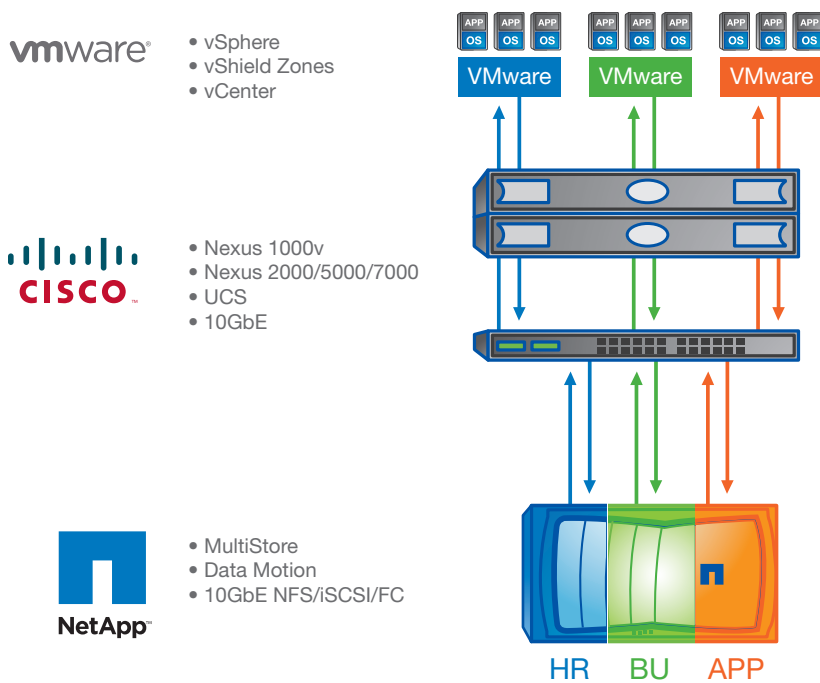 vmware®
• vSphere
• vShield Zones
• vCenter
APP APP APP APP APP APP APP APP APP
OS OS OS OS OS OS OS OS OS
VMware VMware VMware
CISCO™
• Nexus 1000v
• Nexus 2000/5000/7000
• UCS
• 10GbE
NetApp™
• MultiStore
• Data Motion
• 10GbE NFS/iSCSI/FC
HR BU APP